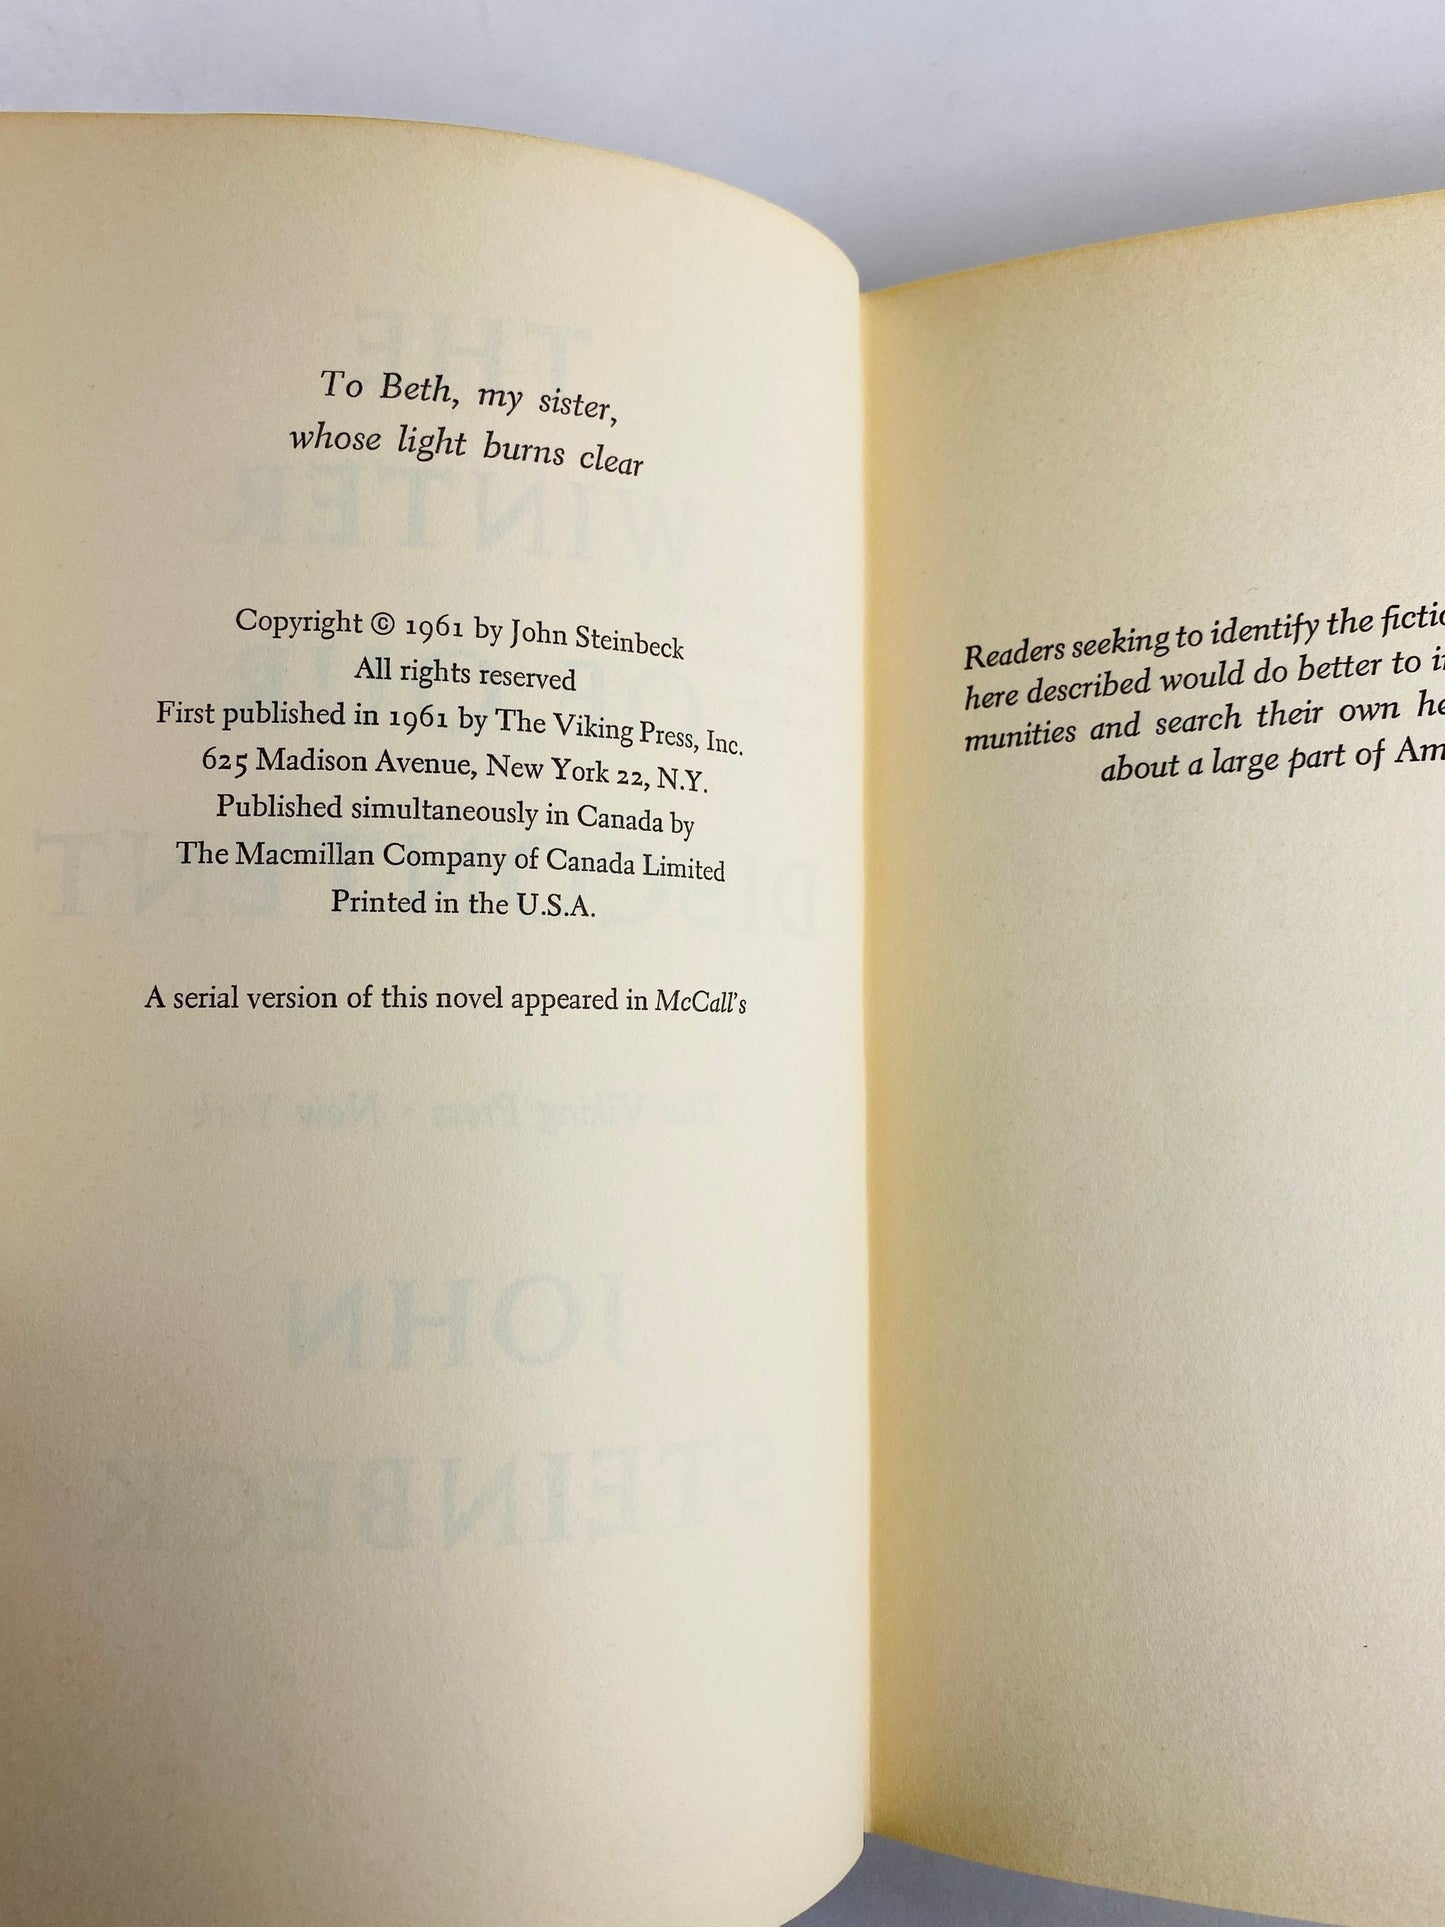 To Beth, my sister,
whose light burns clear
Copyright © 1961 by John Steinbeck
All rights reserved
First published in 1961 by The Viking Press, Inc.
625 Madison Avenue, New York 22, N.Y.
Published simultaneously in Canada by
The Macmillan Company of Canada Limited
Printed in the U.S.A.
A serial version of this novel appeared in McCall's
Readers seeking to identify the
here described would do better to
munities and search their own
about a large part of